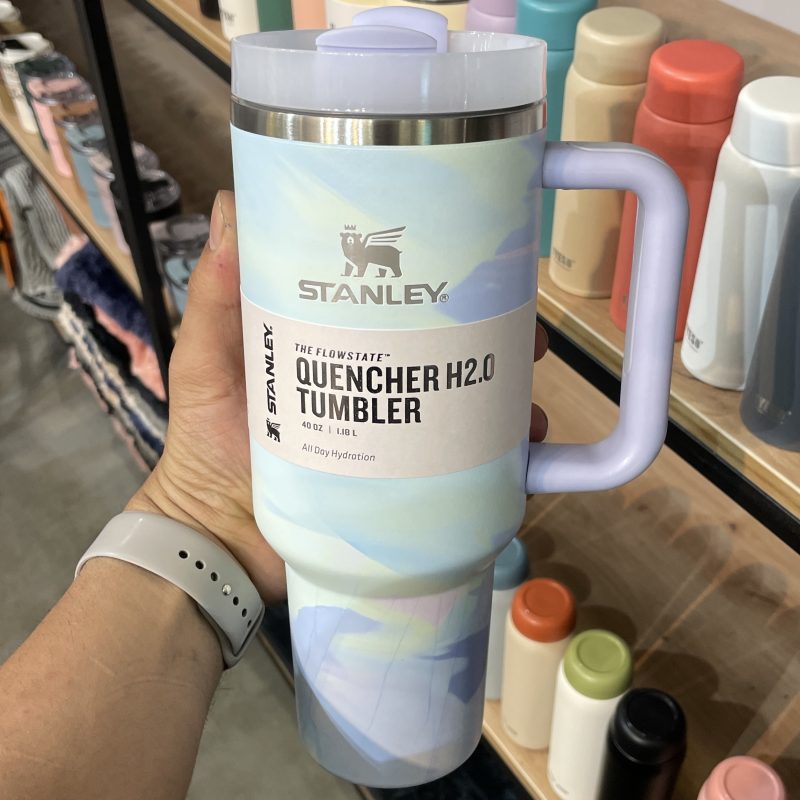 STANLEY®
STANLEY.
THE FLOWSTATE™
QUENCHER H2.0
TUMBLER
40 OZ | 1.18 L
All Day Hydration